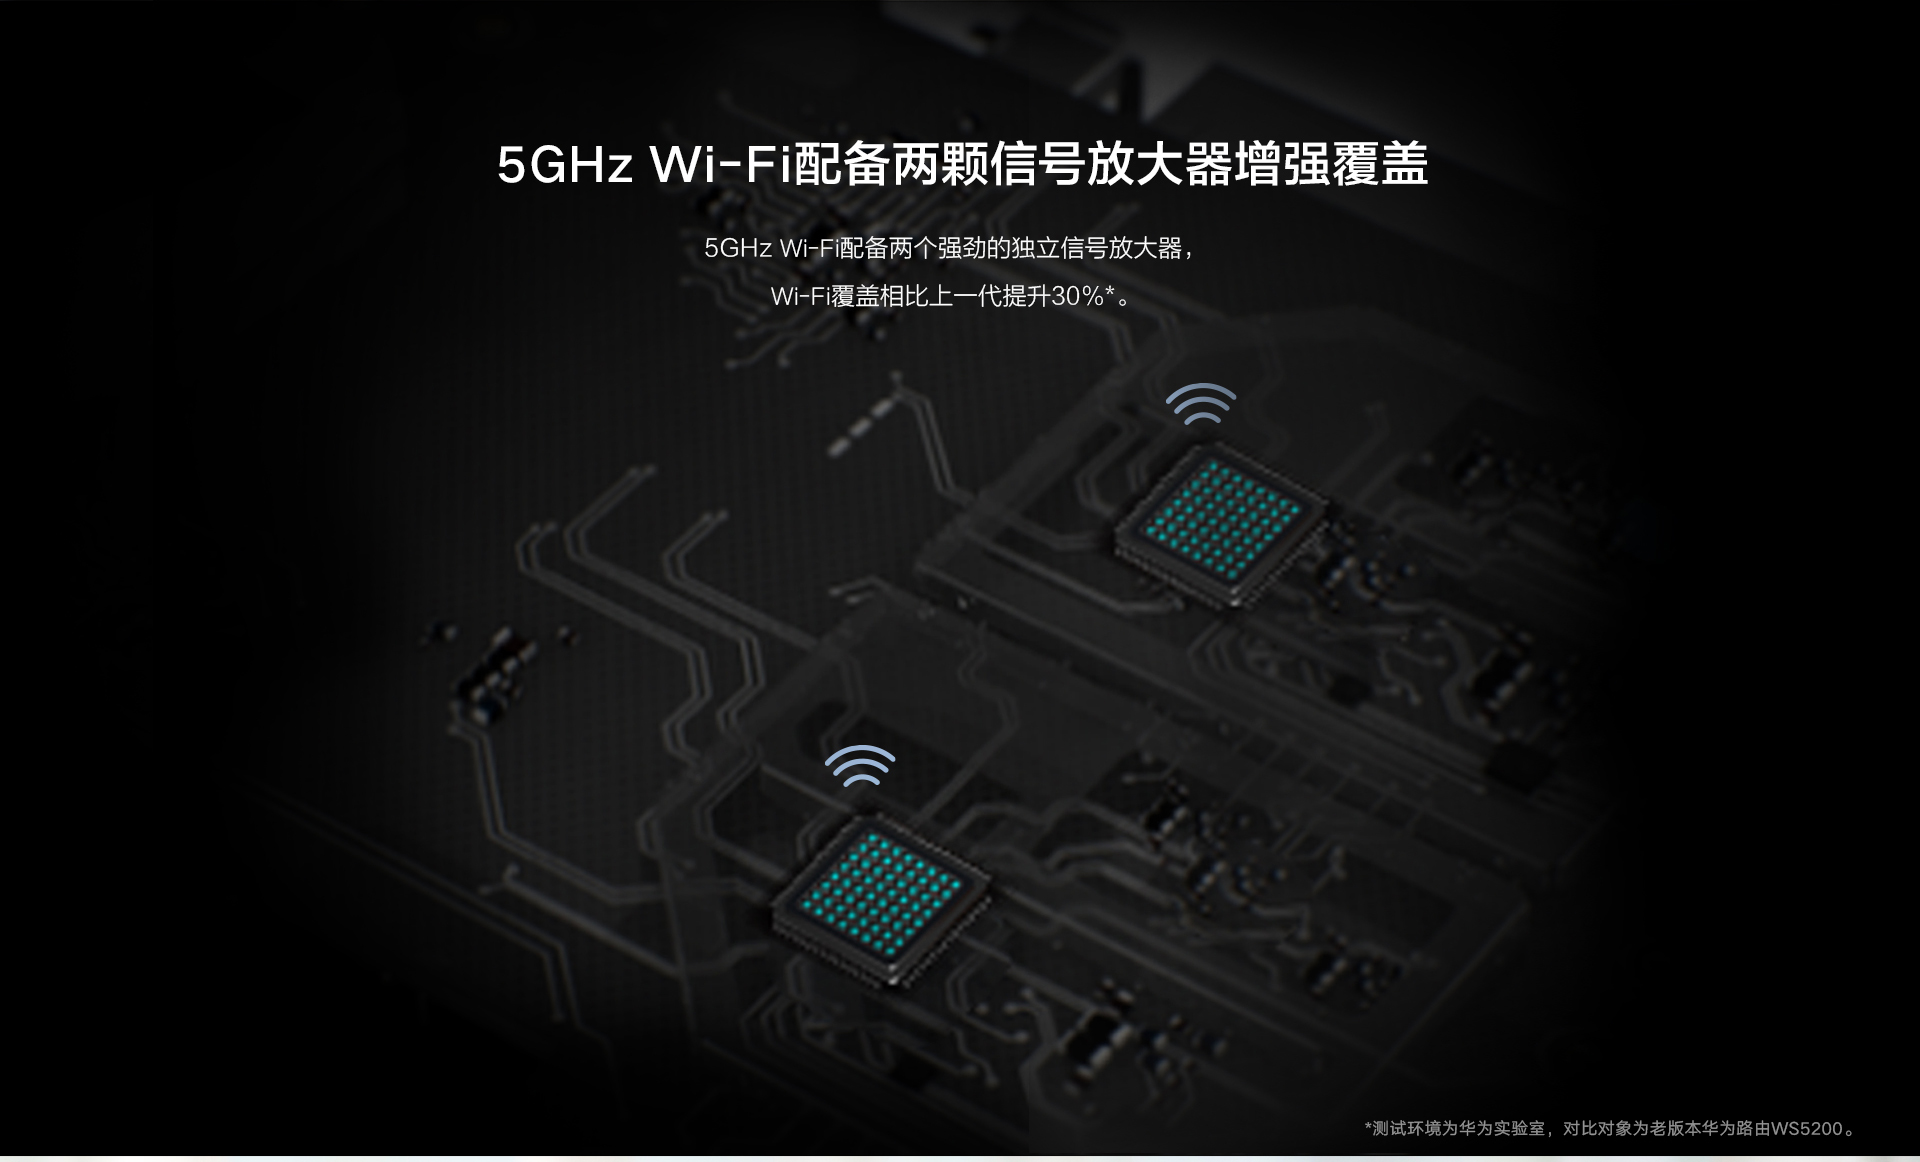 5GHz Wi-Fi配备两颗信号放大器增强覆盖
5GHz Wi-Fi配备两个强劲的独立信号放大器，
Wi-Fi覆盖相比上一代提升30%*。
*测试环境为华为实验室，对比对象为老版本华为路由WS5200。